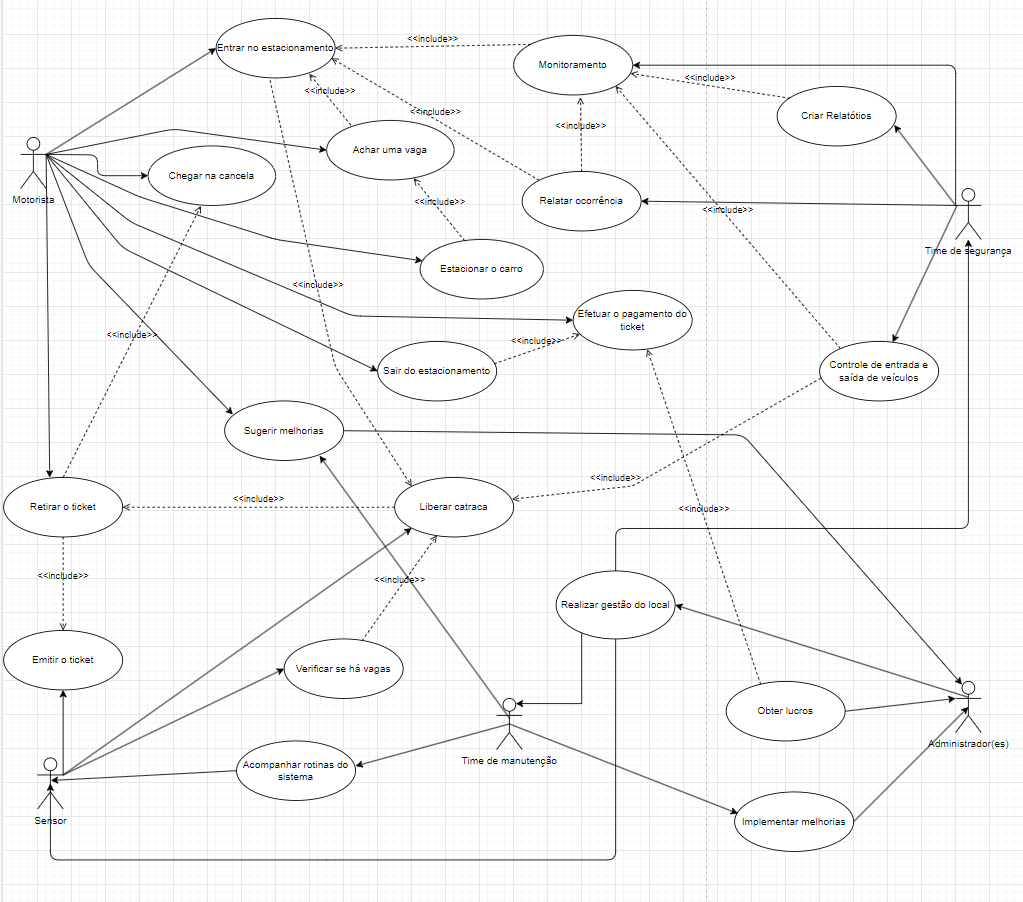 <<include>>
Entrar no estacionamento
Monitoramento
<<include>>
<<include>>
<<include>>
Criar Relatótios
<<include>>
Achar uma vaga
Chegar na cancela
Motorista
Relatar ocorrência
<<include>>
<<include>>
Time de segurança
Estacionar o carro
<<include>>
Efetuar o pagamento do
ticket
<<include>>
<<include>>
Sair do estacionamento
Controle de entrada e
saída de veículos
Sugerir melhorias
<<include>>
<<include>>
Retirar o ticket
Liberar catraca
<<include>>
<<include>>
<<include>>
Realizar gestão do local
Emitir o ticket
Verificar se há vagas
Obter lucros
Administrador(es)
Time de manutenção
Acompanhar rotinas do
sistema
Sensor
Implementar melhorias